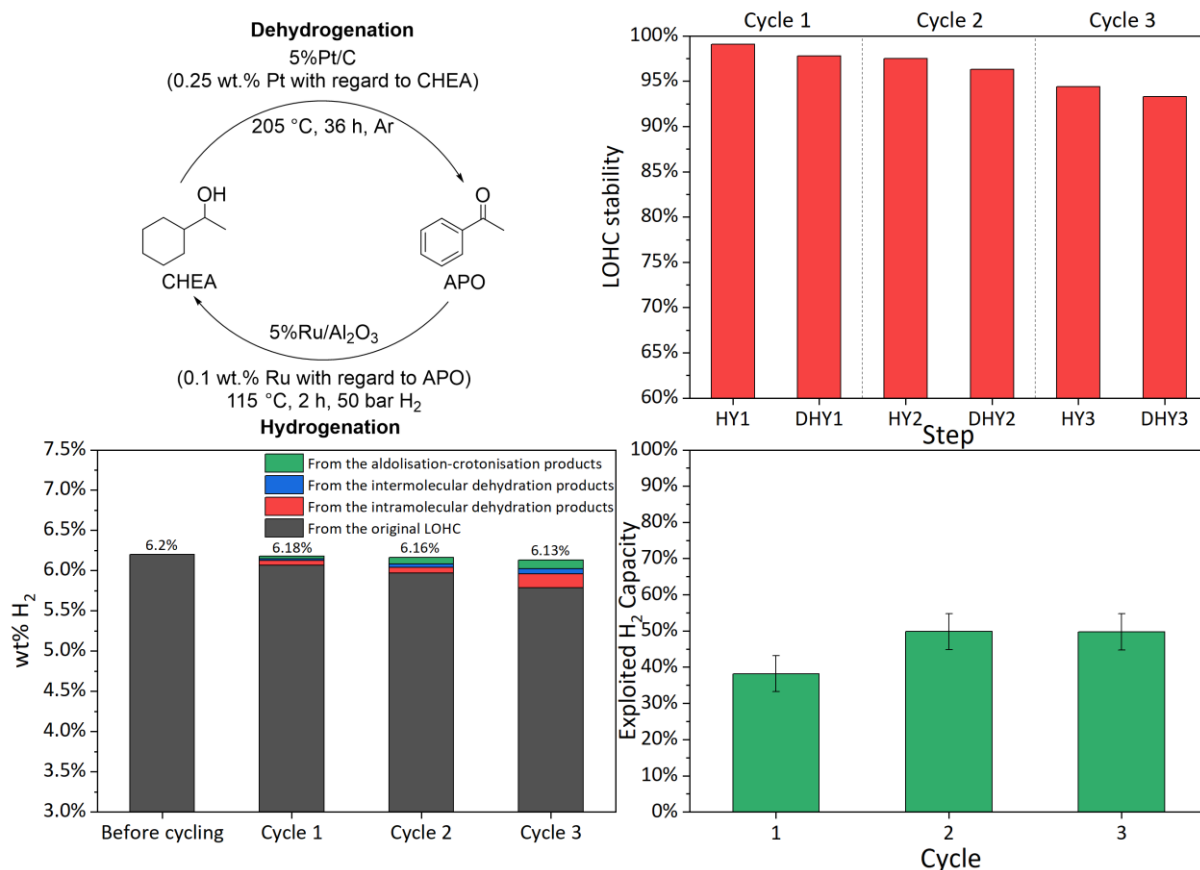 Dehydrogenation
5%Pt/C
(0.25 wt.% Pt with regard to CHEA)
205 °C, 36 h, Ar
OH
CHEA
O
APO
5%Ru/Al₂O₃
(0.1 wt.% Ru with regard to APO)
115 °C, 2 h, 50 bar H₂
Hydrogenation
Cycle 1 Cycle 2 Cycle 3
LOHC stability
100%
95%
90%
85%
80%
75%
70%
65%
60%
HY1 DHY1 HY2 DHY2 HY3 DHY3
Step
wt% H₂
7.5%
7.0%
6.5%
6.0%
5.5%
5.0%
4.5%
4.0%
3.5%
3.0%
From the aldolisation-crotonisation products
From the intermolecular dehydration products
From the intramolecular dehydration products
From the original LOHC
6.2% 6.18% 6.16% 6.13%
Before cycling Cycle 1 Cycle 2 Cycle 3
Exploited H₂ Capacity
100%
90%
80%
70%
60%
50%
40%
30%
20%
10%
0%
1 2 3
Cycle